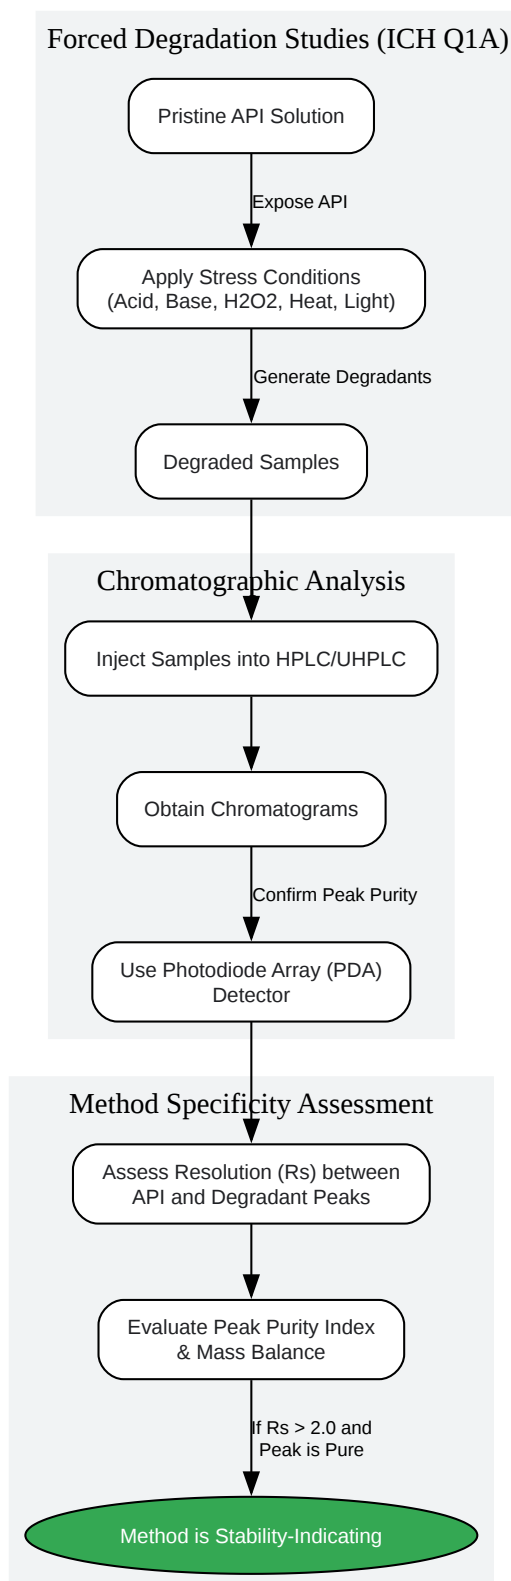 Forced Degradation Studies (ICH Q1A)
Pristine API Solution
Expose API
Apply Stress Conditions
(Acid, Base, H2O2, Heat, Light)
Generate Degradants
Degraded Samples
Chromatographic Analysis
Inject Samples into HPLC/UHPLC
Obtain Chromatograms
Confirm Peak Purity
Use Photodiode Array (PDA)
Detector
Method Specificity Assessment
Assess Resolution (Rs) between
API and Degradant Peaks
Evaluate Peak Purity Index
& Mass Balance
If Rs > 2.0 and
Peak is Pure
Method is Stability-Indicating